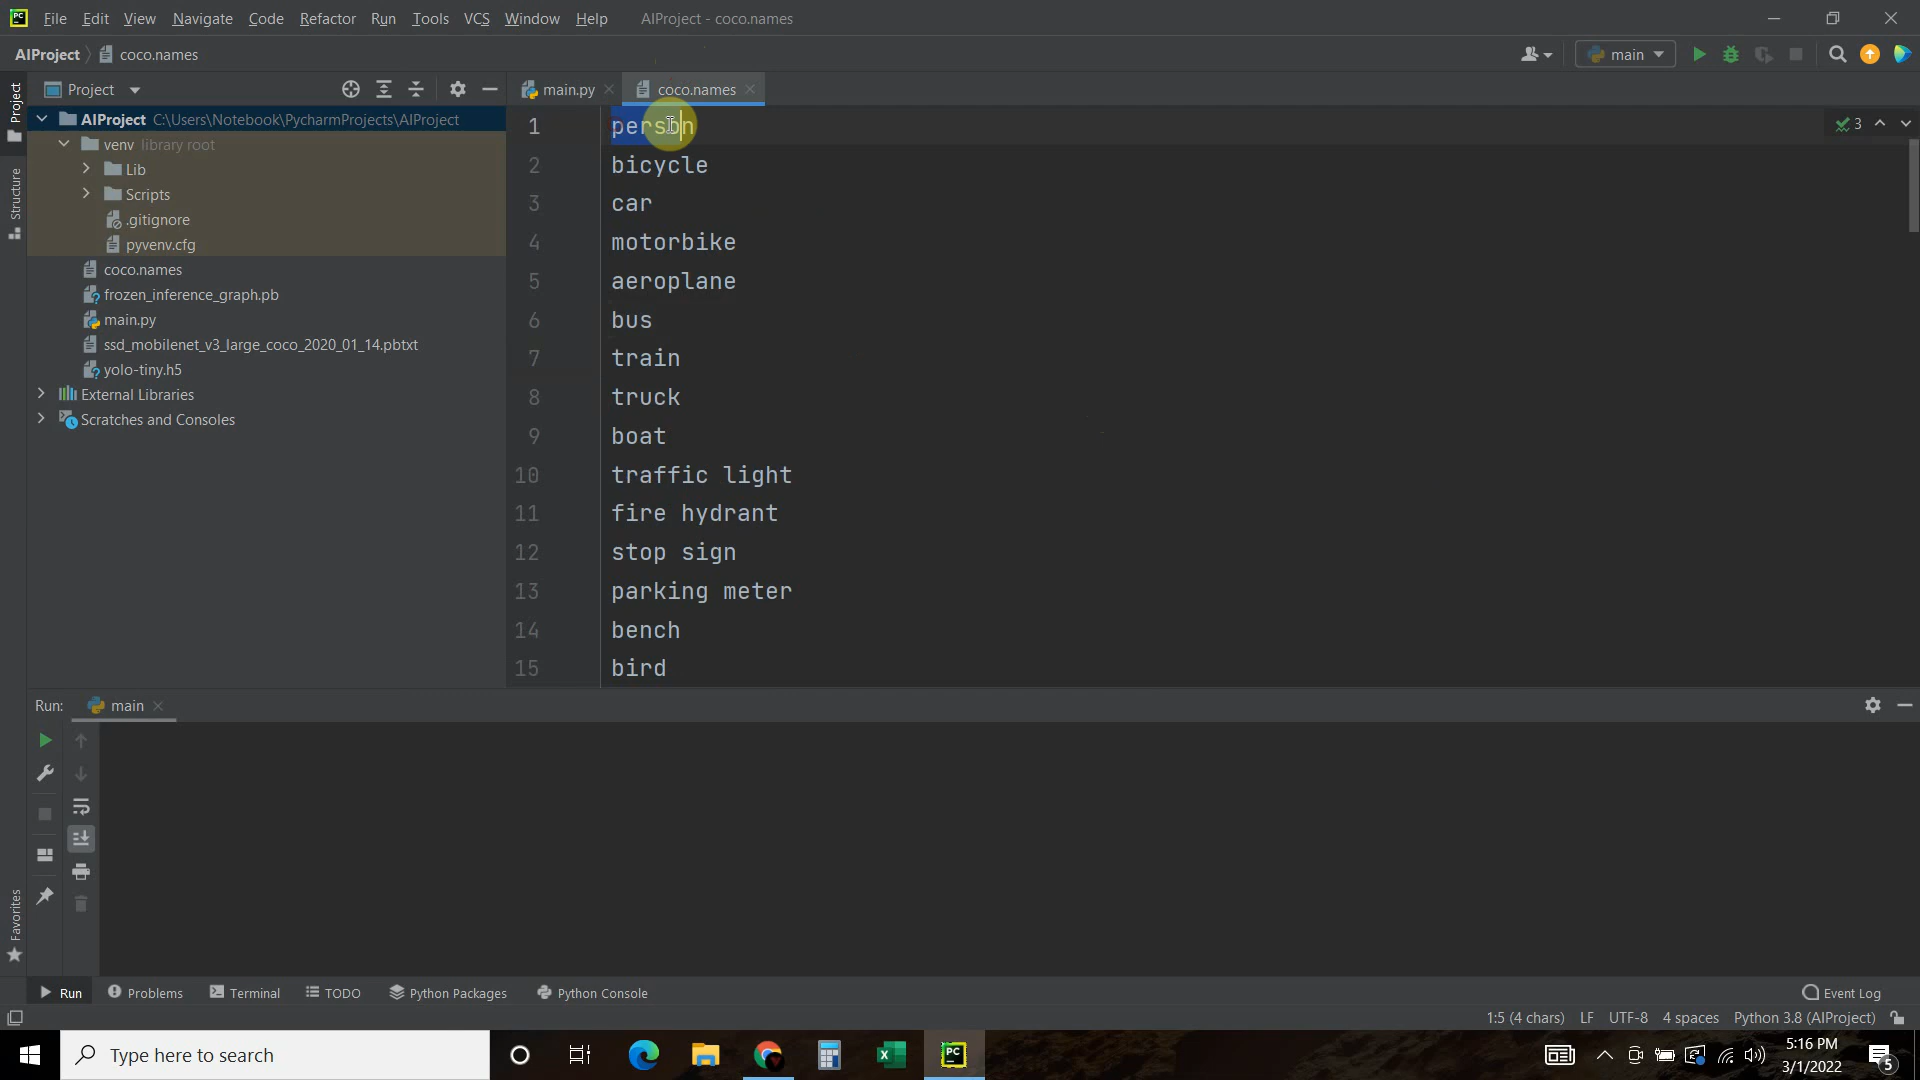 File Edit View Navigate Code Refactor Run Tools VCS Window Help AIProject - coco.names
AIProject coco.names main
Project main.py coco.names
AIProject C:\Users\Notebook\PycharmProjects\AIProject
venv library root
Lib
Scripts
.gitignore
pyvenv.cfg
coco.names
frozen_inference_graph.pb
main.py
ssd_mobilenet_v3_large_coco_2020_01_14.pbtxt
yolo-tiny.h5
External Libraries
Scratches and Consoles
Project
Structure
Favorites
1 person
2 bicycle
3 car
4 motorbike
5 aeroplane
6 bus
7 train
8 truck
9 boat
10 traffic light
11 fire hydrant
12 stop sign
13 parking meter
14 bench
15 bird
3
Run: main
Run Problems Terminal TODO Python Packages Python Console Event Log
1:5 (4 chars) LF UTF-8 4 spaces Python 3.8 (AIProject)
Type here to search
5:16 PM
3/1/2022
5